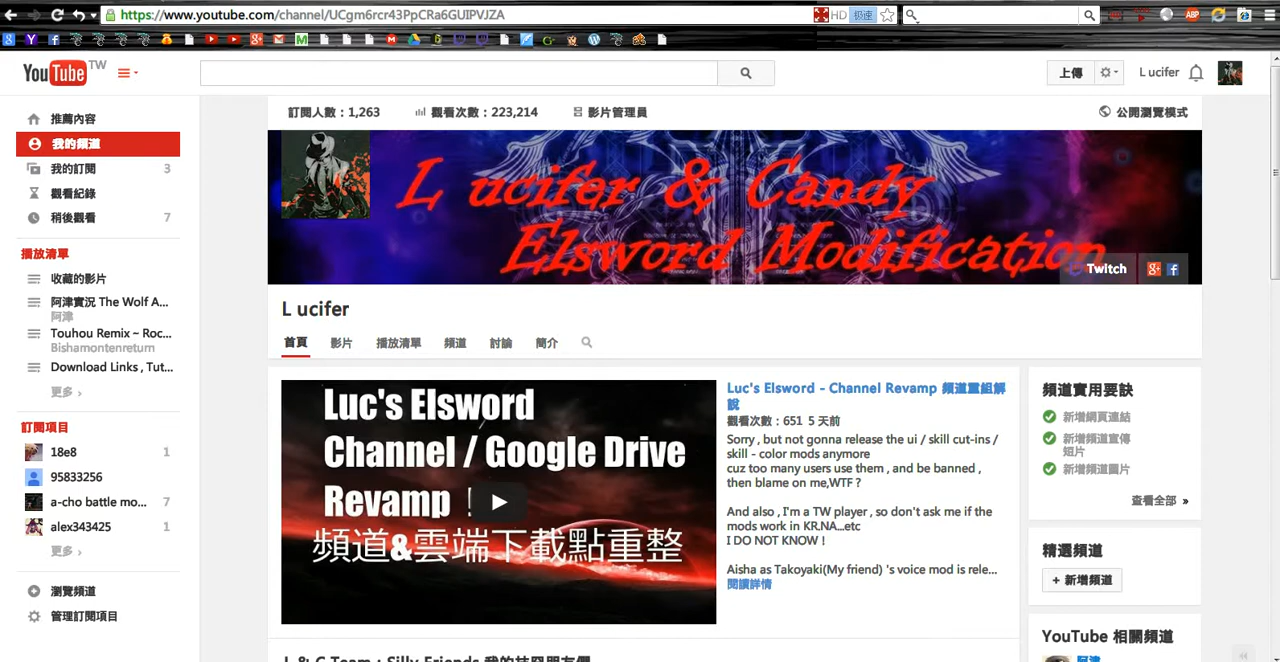 https://www.youtube.com/channel/UCgm6rcr43PpCRa6GUIPVJZA
HD 極速
YouTube TW
上傳
L ucifer
推薦內容
我的頻道
我的訂閱 3
觀看紀錄
稍後觀看 7
播放清單
收藏的影片
阿津實況 The Wolf A...
阿津
Touhou Remix ~ Roc...
Bishamontenreturn
Download Links , Tut...
更多 ›
訂閱項目
18e8 1
95833256
a-cho battle mo... 7
alex343425 1
更多 ›
瀏覽頻道
管理訂閱項目
訂閱人數：1,263
觀看次數：223,214
影片管理員
公開瀏覽模式
L ucifer & Candy
Elsword Modification
Twitch
L ucifer
首頁 影片 播放清單 頻道 討論 簡介
Luc's Elsword
Channel / Google Drive
Revamp !
頻道&雲端下載點重整
Luc's Elsword - Channel Revamp 頻道重組解
說
觀看次數：651 5 天前
Sorry , but not gonna release the ui / skill cut-ins /
skill - color mods anymore
cuz too many users use them , and be banned ,
then blame on me,WTF ?
And also , I'm a TW player , so don't ask me if the
mods work in KR.NA...etc
I DO NOT KNOW !
Aisha as Takoyaki(My friend) 's voice mod is rele...
閱讀詳情
頻道實用要訣
新增網頁連結
新增頻道宣傳
短片
新增頻道圖片
查看全部 »
精選頻道
+ 新增頻道
YouTube 相關頻道
阿津
L & C Team : Silly Friends 我的